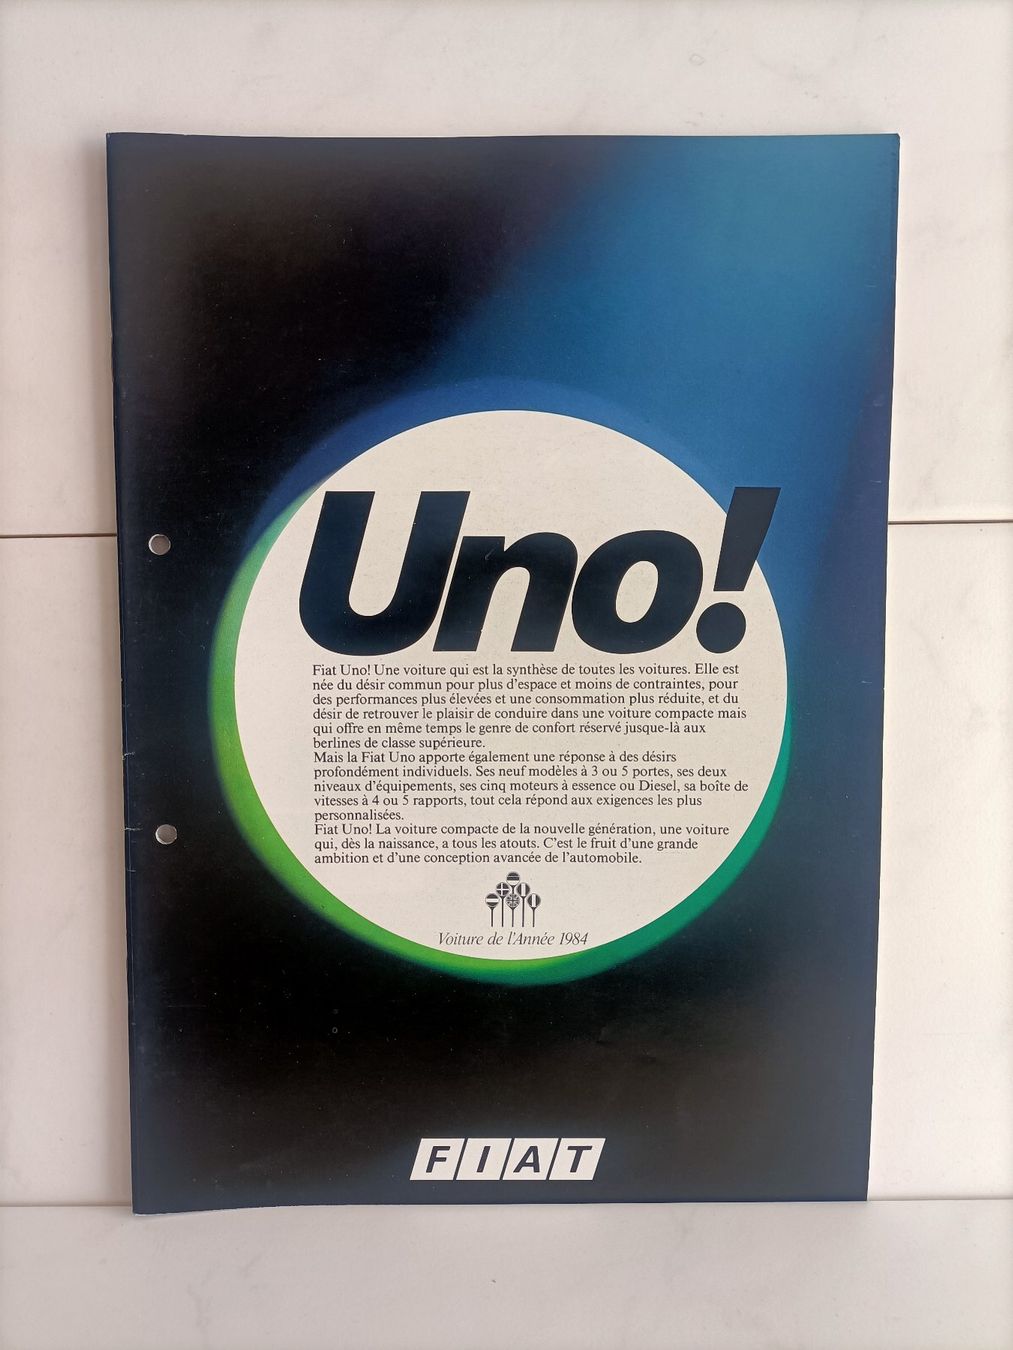 Uno!
Fiat Uno! Une voiture qui est la synthèse de toutes les voitures. Elle est
née du désir commun pour plus d'espace et moins de contraintes, pour
des performances plus élevées et une consommation plus réduite, et du
désir de retrouver le plaisir de conduire dans une voiture compacte mais
qui offre en même temps le genre de confort réservé jusque-là aux
berlines de classe supérieure.
Mais la Fiat Uno apporte également une réponse à des désirs
profondément individuels. Ses neuf modèles à 3 ou 5 portes, ses deux
niveaux d'équipements, ses cinq moteurs à essence ou Diesel, sa boîte de
vitesses à 4 ou 5 rapports, tout cela répond aux exigences les plus
personnalisées.
Fiat Uno! La voiture compacte de la nouvelle génération, une voiture
qui, dès la naissance, a tous les atouts. C'est le fruit d'une grande
ambition et d'une conception avancée de l'automobile.
Voiture de l'Année 1984
FIAT